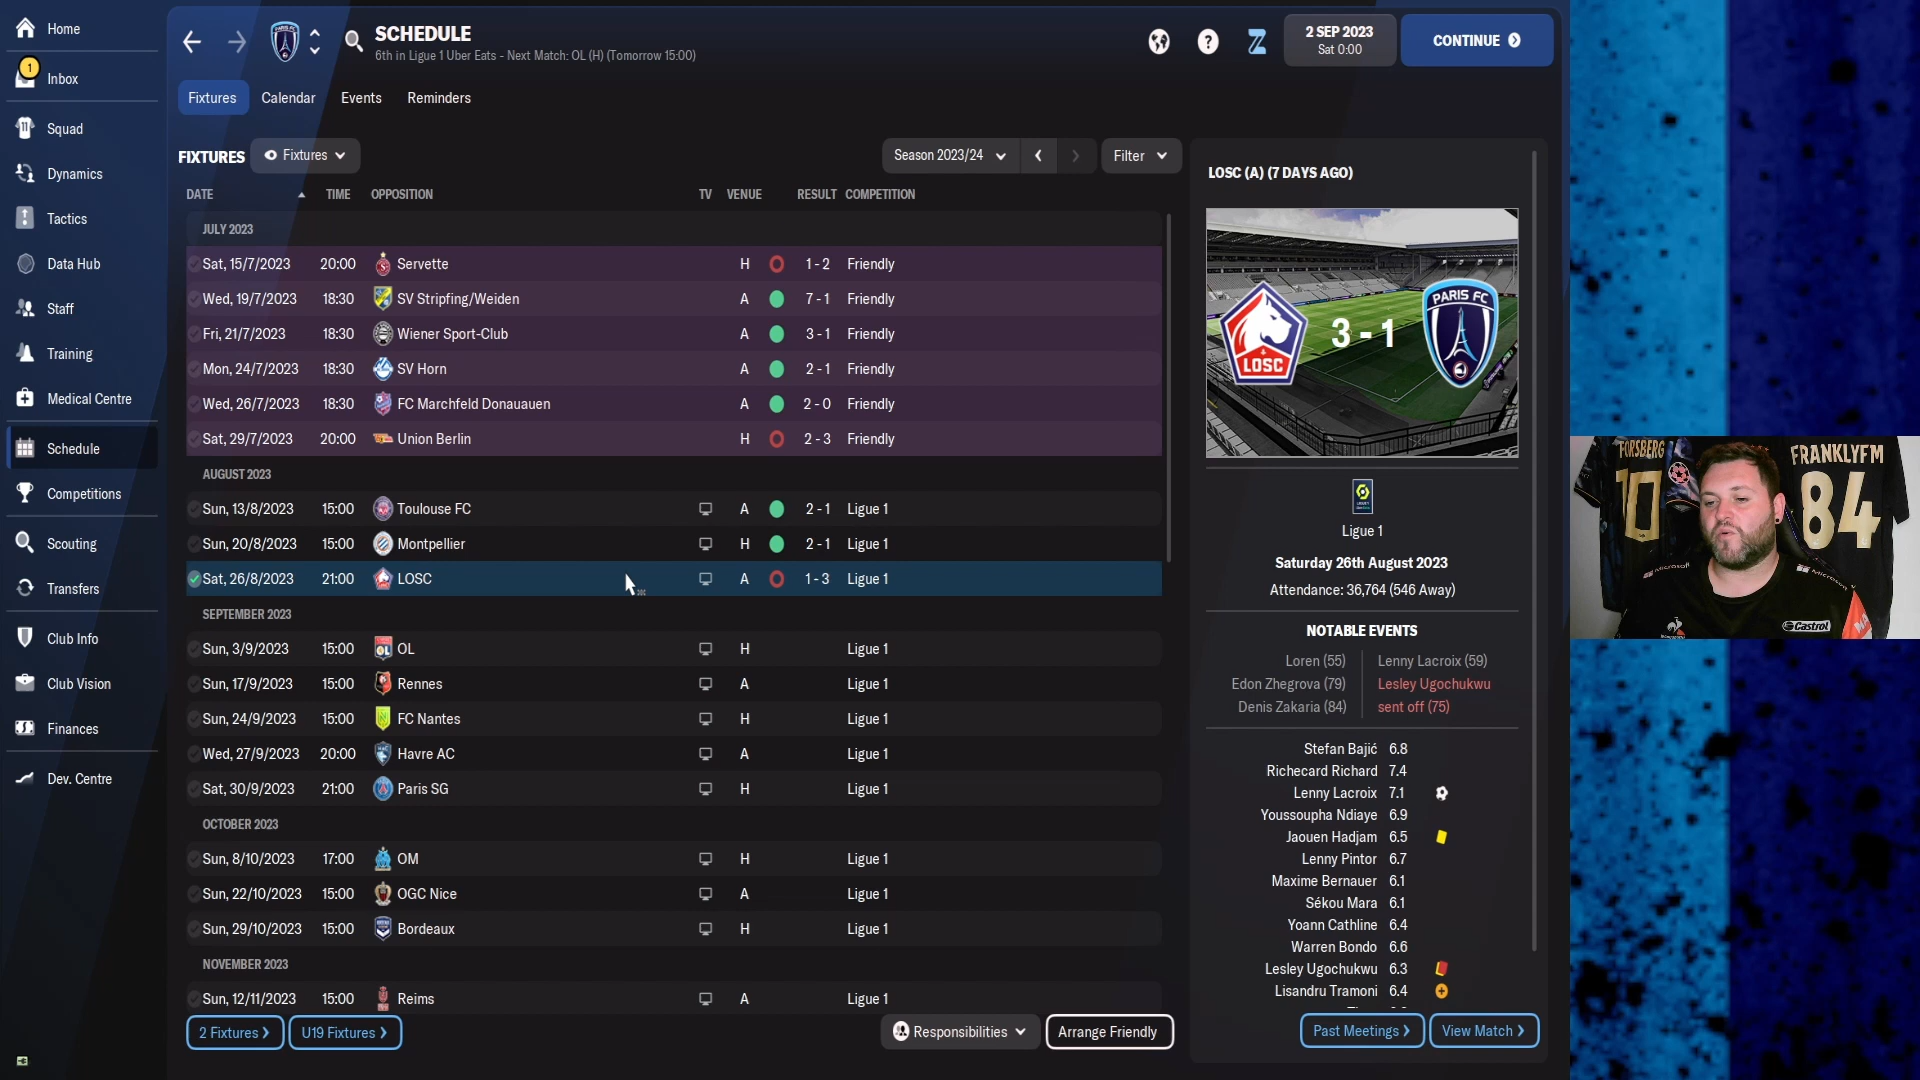 Home
1
Inbox
Squad
Dynamics
Tactics
Data Hub
Staff
Training
Medical Centre
Schedule
Competitions
Scouting
Transfers
Club Info
Club Vision
Finances
Dev. Centre
SCHEDULE
6th in Ligue 1 Uber Eats - Next Match: OL (H) (Tomorrow 15:00)
2 SEP 2023
Sat 0:00
CONTINUE
Fixtures Calendar Events Reminders
FIXTURES Fixtures Season 2023/24 Filter
DATE TIME OPPOSITION TV VENUE RESULT COMPETITION
JULY 2023
Sat, 15/7/2023 20:00 Servette H 1 - 2 Friendly
Wed, 19/7/2023 18:30 SV Stripfing/Weiden A 7 - 1 Friendly
Fri, 21/7/2023 18:30 Wiener Sport-Club A 3 - 1 Friendly
Mon, 24/7/2023 18:30 SV Horn A 2 - 1 Friendly
Wed, 26/7/2023 18:30 FC Marchfeld Donauauen A 2 - 0 Friendly
Sat, 29/7/2023 20:00 Union Berlin H 2 - 3 Friendly
AUGUST 2023
Sun, 13/8/2023 15:00 Toulouse FC A 2 - 1 Ligue 1
Sun, 20/8/2023 15:00 Montpellier H 2 - 1 Ligue 1
Sat, 26/8/2023 21:00 LOSC A 1 - 3 Ligue 1
SEPTEMBER 2023
Sun, 3/9/2023 15:00 OL H Ligue 1
Sun, 17/9/2023 15:00 Rennes A Ligue 1
Sun, 24/9/2023 15:00 FC Nantes H Ligue 1
Wed, 27/9/2023 20:00 Havre AC A Ligue 1
Sat, 30/9/2023 21:00 Paris SG H Ligue 1
OCTOBER 2023
Sun, 8/10/2023 17:00 OM H Ligue 1
Sun, 22/10/2023 15:00 OGC Nice A Ligue 1
Sun, 29/10/2023 15:00 Bordeaux H Ligue 1
NOVEMBER 2023
Sun, 12/11/2023 15:00 Reims A Ligue 1
2 Fixtures U19 Fixtures Responsibilities Arrange Friendly
LOSC (A) (7 DAYS AGO)
LOSC 3 - 1 PARIS FC
Ligue 1
Saturday 26th August 2023
Attendance: 36,764 (546 Away)
NOTABLE EVENTS
Loren (55) Lenny Lacroix (59)
Edon Zhegrova (79) Lesley Ugochukwu
Denis Zakaria (84) sent off (75)
Stefan Bajić 6.8
Richecard Richard 7.4
Lenny Lacroix 7.1
Youssoupha Ndiaye 6.9
Jaouen Hadjam 6.5
Lenny Pintor 6.7
Maxime Bernauer 6.1
Sékou Mara 6.1
Yoann Cathline 6.4
Warren Bondo 6.6
Lesley Ugochukwu 6.3
Lisandru Tramoni 6.4
Past Meetings View Match
FORSBERG
10
FRANKLYFM
84
Microsoft
Microsoft
Castrol